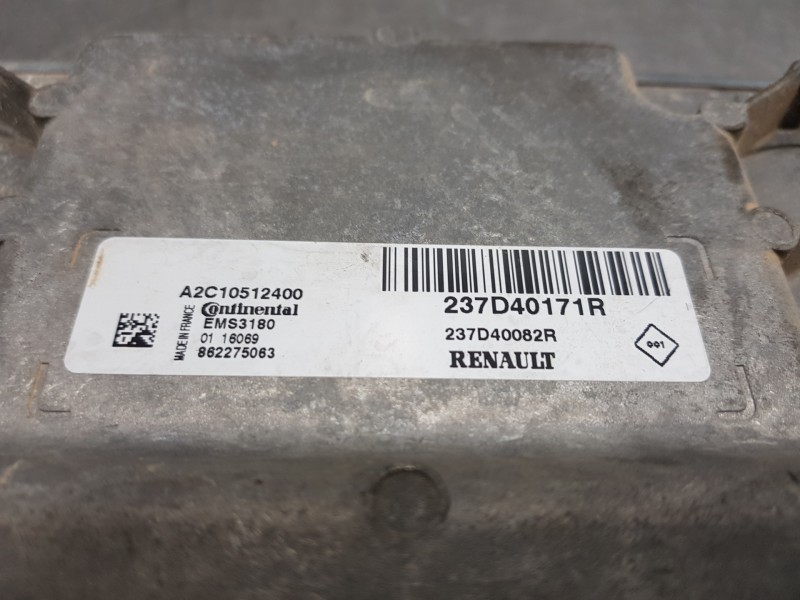 A2C10512400
Continental
EMS3180
01 16069
862275063
MADE IN FRANCE
237D40171R
237D40082R
RENAULT
001